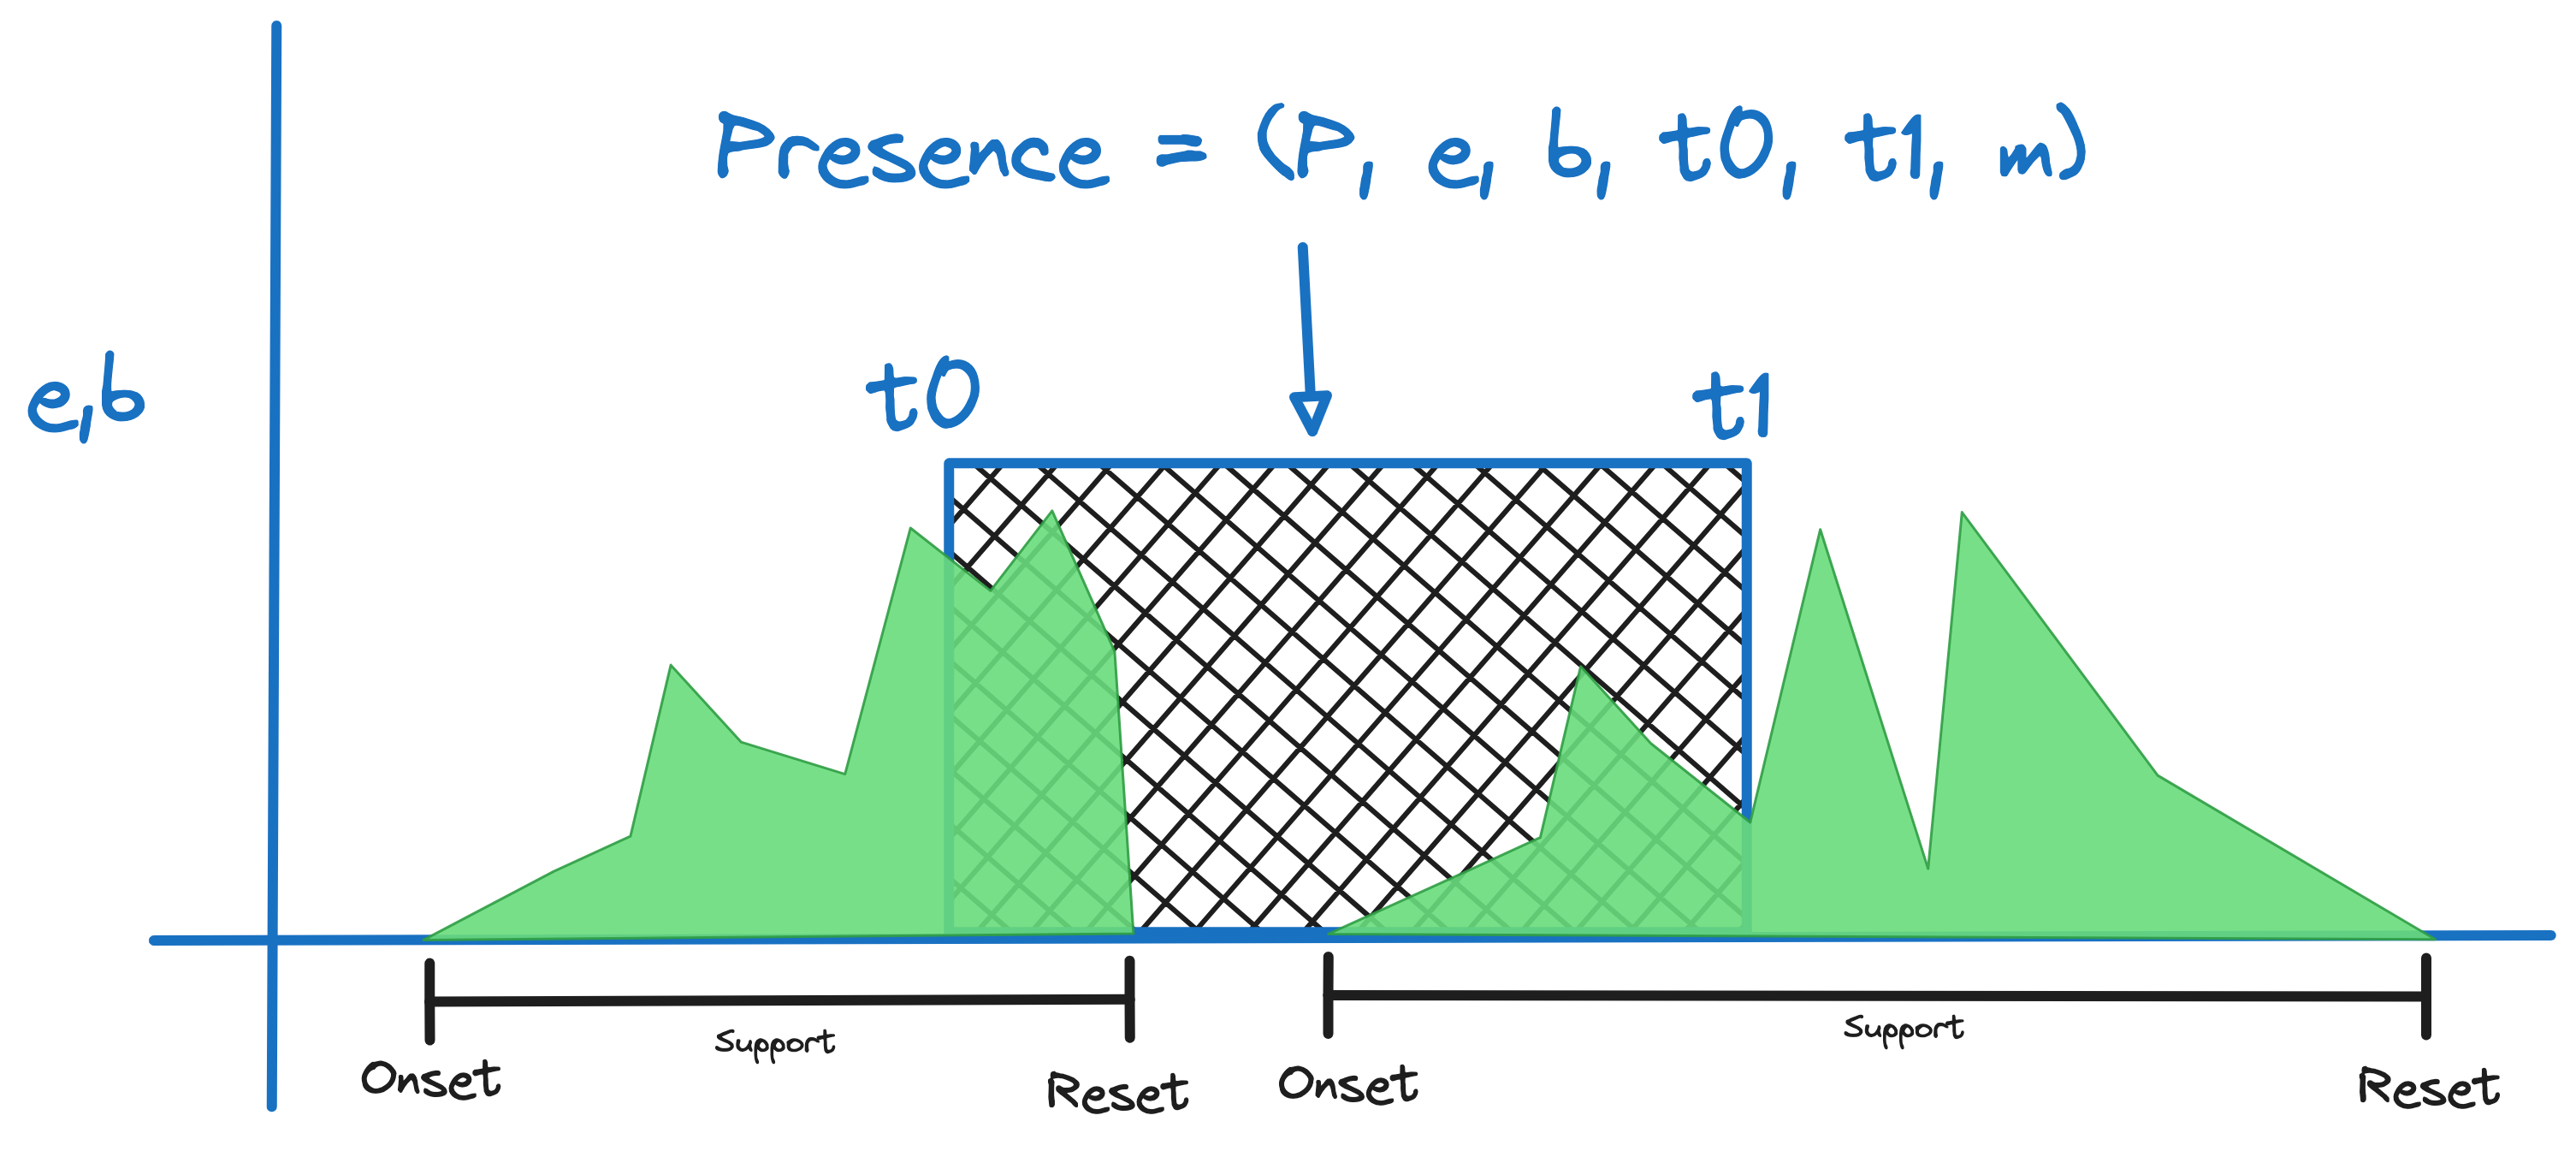 Presence = (P, e, b, t0, t1, m)
e,b
t0
t1
Support
Support
Onset
Reset
Onset
Reset